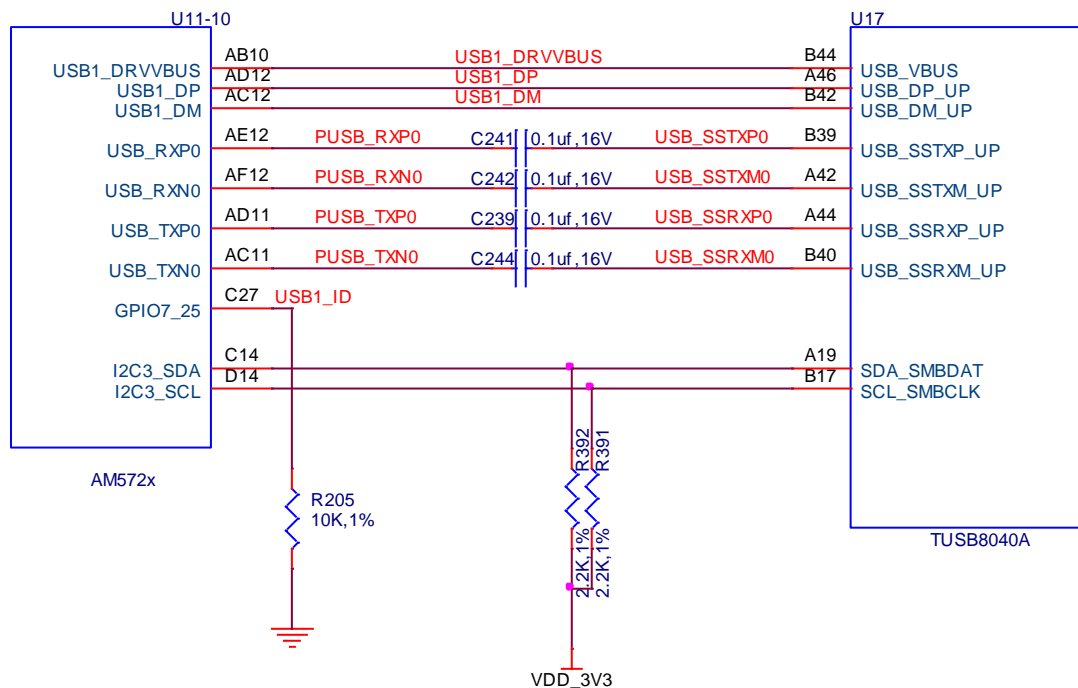 U11-10
U17
USB1_DRVVBUS
AB10
USB1_DRVVBUS
B44
USB_VBUS
USB1_DP
AD12
USB1_DP
A46
USB_DP_UP
USB1_DM
AC12
USB1_DM
B42
USB_DM_UP
USB_RXP0
AE12
PUSB_RXP0
C241
0.1uf,16V
USB_SSTXP0
B39
USB_SSTXP_UP
USB_RXN0
AF12
PUSB_RXN0
C242
0.1uf,16V
USB_SSTXM0
A42
USB_SSTXM_UP
USB_TXP0
AD11
PUSB_TXP0
C239
0.1uf,16V
USB_SSRXP0
A44
USB_SSRXP_UP
USB_TXN0
AC11
PUSB_TXN0
C244
0.1uf,16V
USB_SSRXM0
B40
USB_SSRXM_UP
GPIO7_25
C27
USB1_ID
I2C3_SDA
C14
A19
SDA_SMBDAT
I2C3_SCL
D14
B17
SCL_SMBCLK
AM572x
R205
10K,1%
R392
2.2K,1%
R391
2.2K,1%
TUSB8040A
VDD_3V3